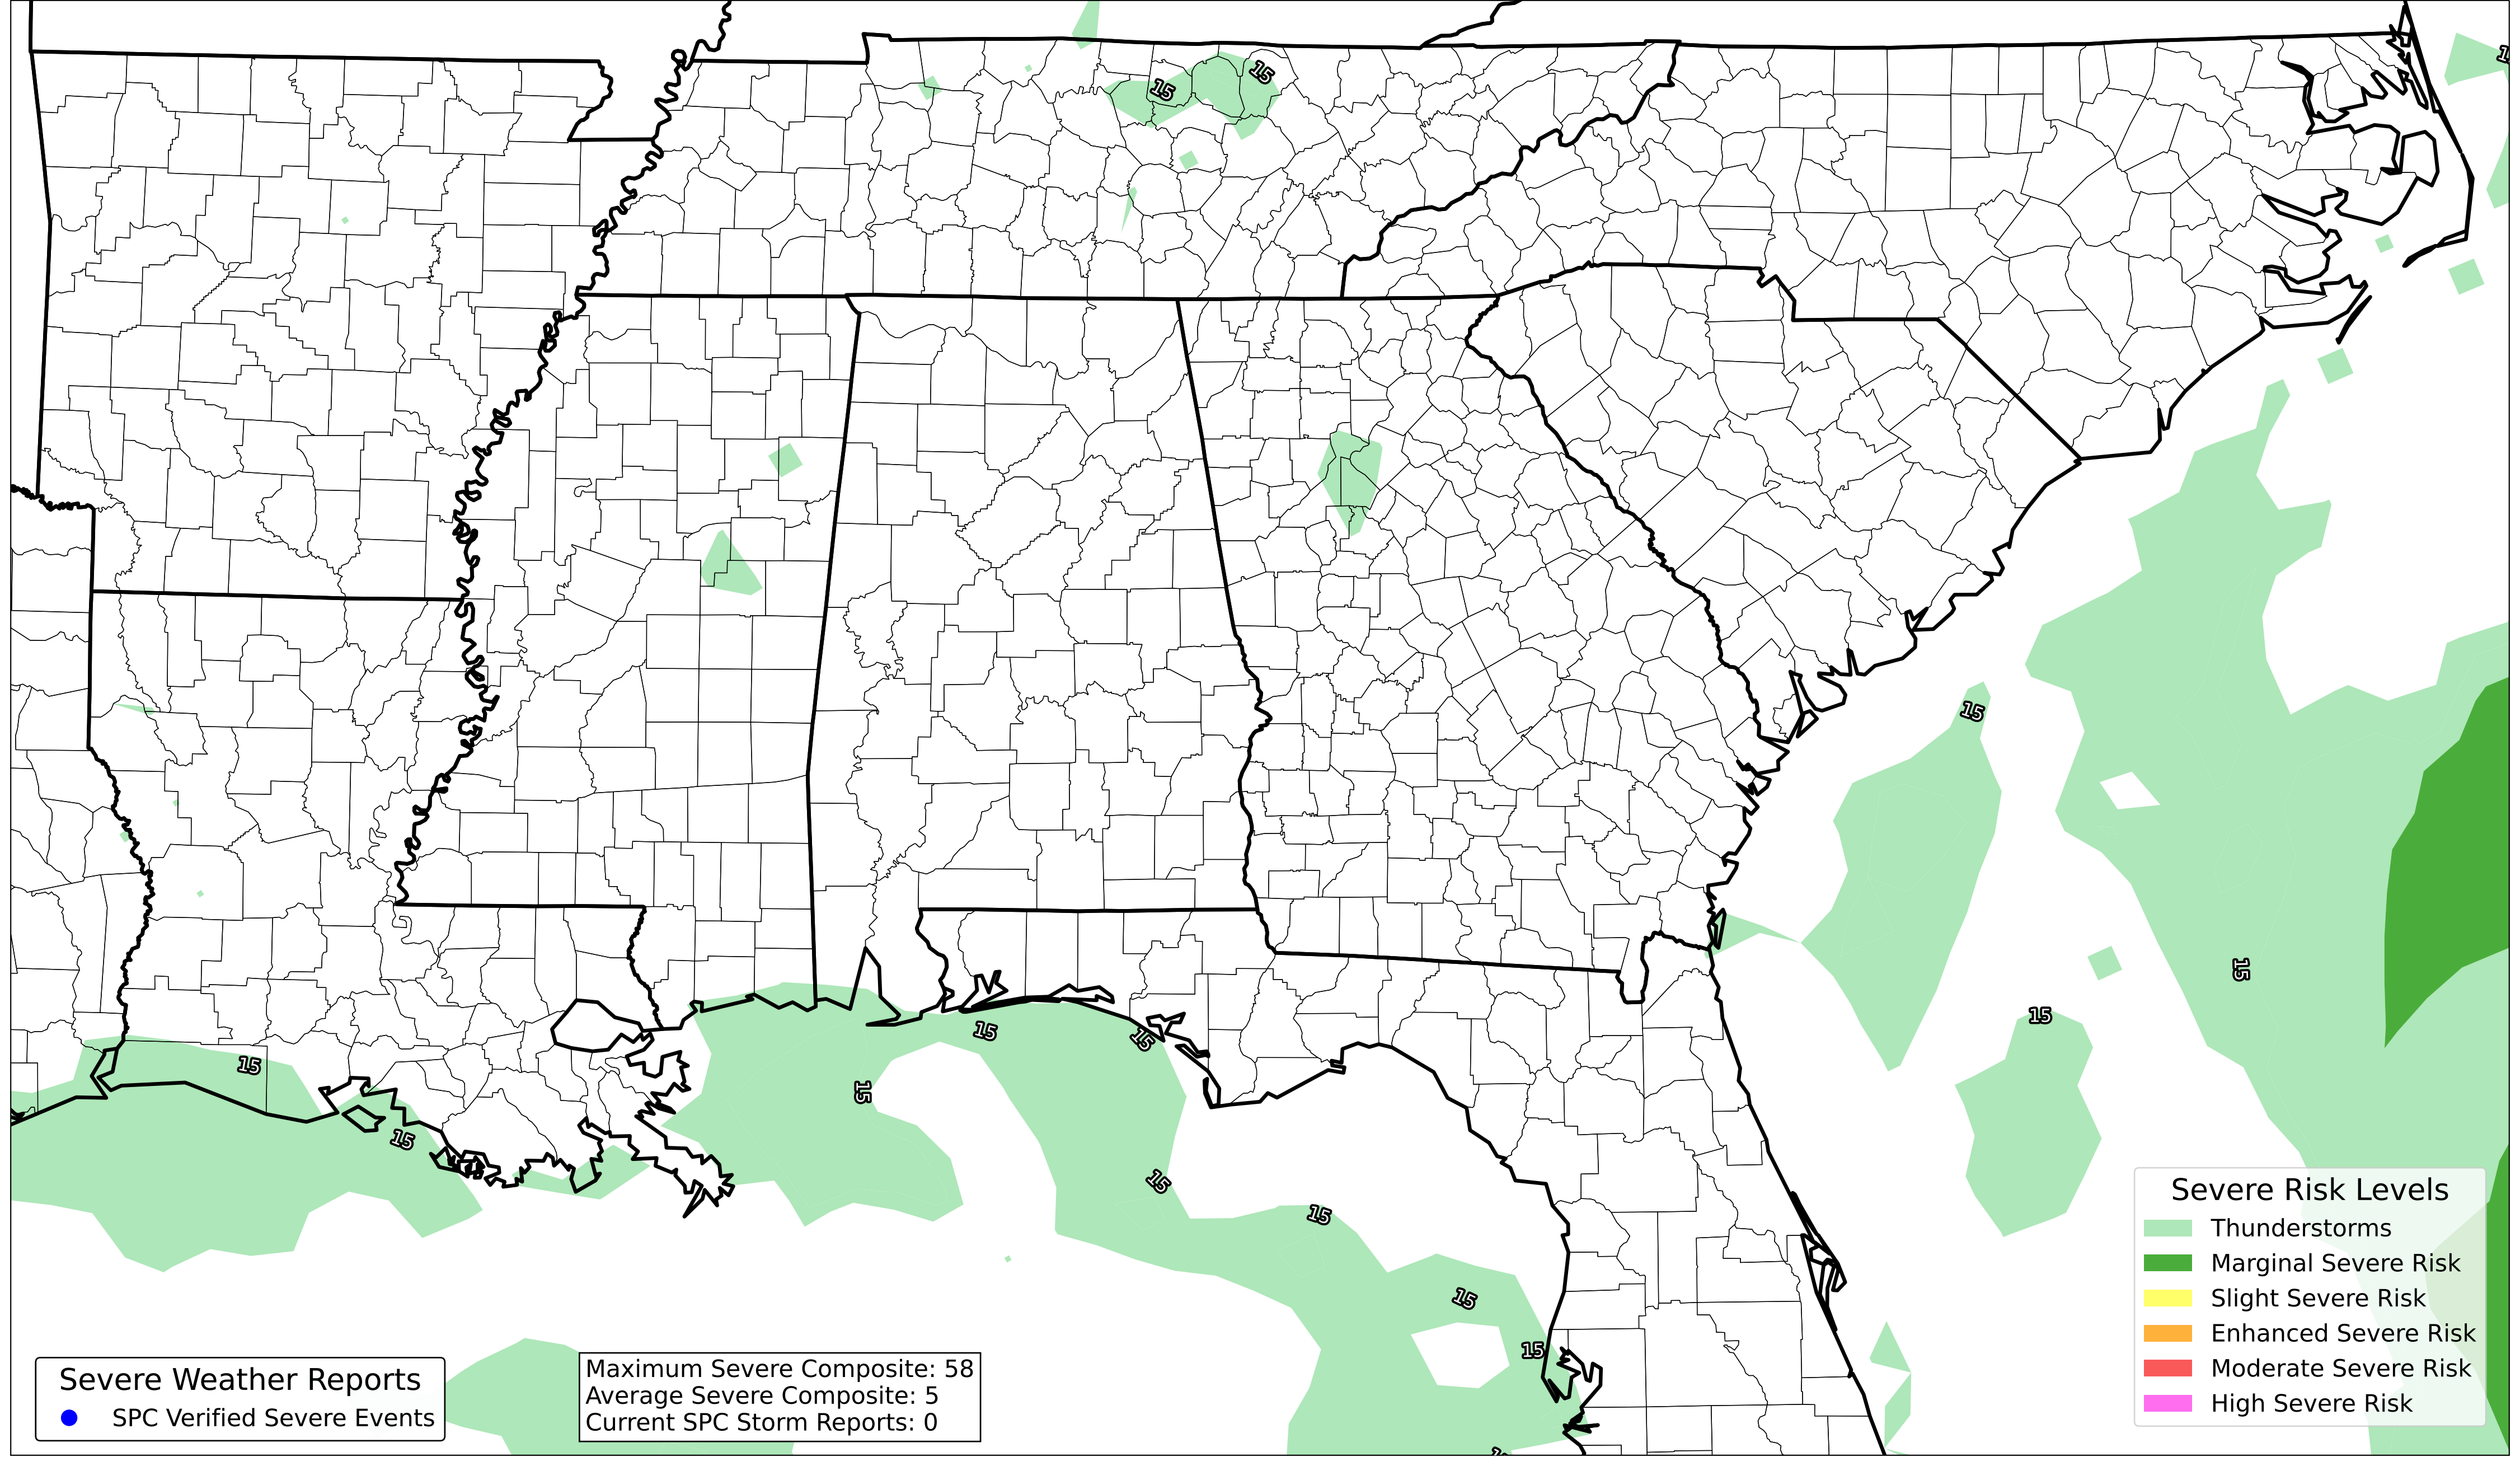 15
15
15
15
15
15
15
15
15
15
15
15
15
15
Severe Risk Levels
Thunderstorms
Marginal Severe Risk
Slight Severe Risk
Enhanced Severe Risk
Moderate Severe Risk
High Severe Risk
Severe Weather Reports
SPC Verified Severe Events
Maximum Severe Composite: 58
Average Severe Composite: 5
Current SPC Storm Reports: 0